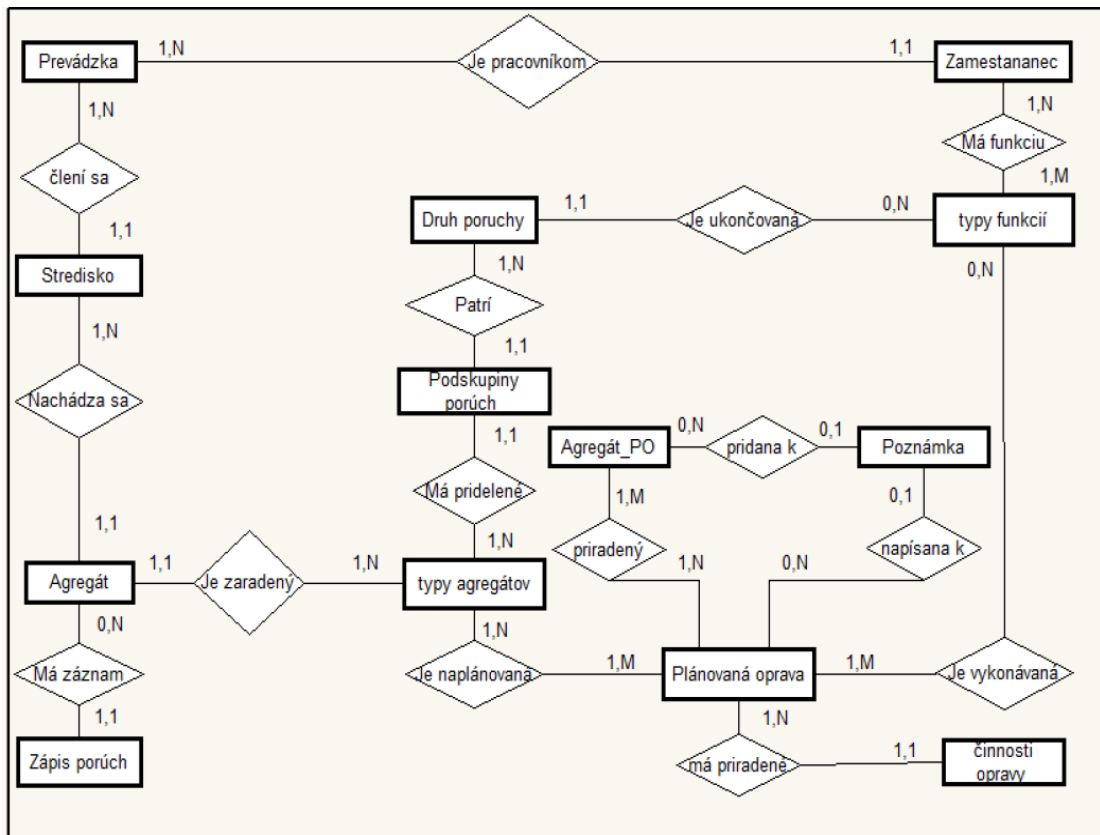 1,N
1,1
Prevádzka
Je pracovníkom
Zamestananec
1,N
1,N
Má funkciu
člení sa
1,M
1,1
0,N
Druh poruchy
Je ukončovaná
typy funkcií
1,1
Stredisko
1,N
0,N
Patrí
1,N
1,1
Podskupiny
porúch
Nachádza sa
0,N
0,1
1,1
Agregát_PO
pridana k
Poznámka
Má pridelené
1,M
0,1
1,1
1,N
priradený
napísana k
1,1
1,N
1,N
0,N
Agregát
Je zaradený
typy agregátov
0,N
1,N
Má záznam
Je naplánovaná
1,M
Plánovaná oprava
1,M
Je vykonávaná
1,1
1,N
Zápis porúch
má priradené
1,1
činnosti
opravy